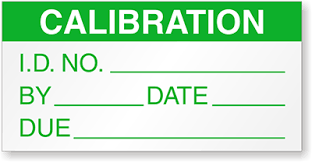 CALIBRATION
I.D. NO.
BY DATE
DUE